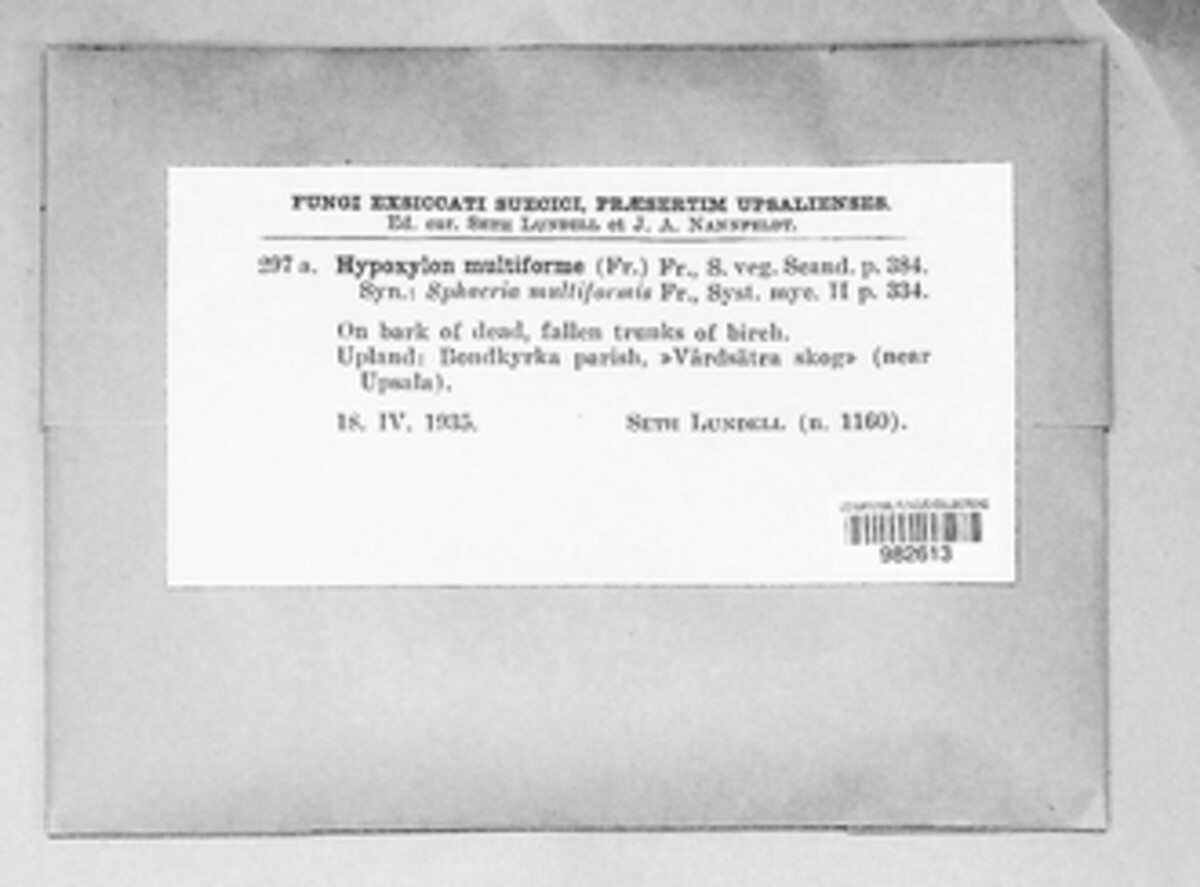 FUNGI EXSICCATI SUECICI, PRÆSERTIM UPSALIENSES.
Ed. cur. SETH LUNDELL et J. A. NANNFELDT.
297 a. Hypoxylon multiforme (Fr.) Fr., S. veg. Scand. p. 384.
Syn.: Sphaeria multiformis Fr., Syst. myc. II p. 334.
On bark of dead, fallen trunks of birch.
Upland: Bondkyrka parish, »Vårdsätra skog» (near
Upsala).
18. IV. 1935. SETH LUNDELL (n. 1160).
982613